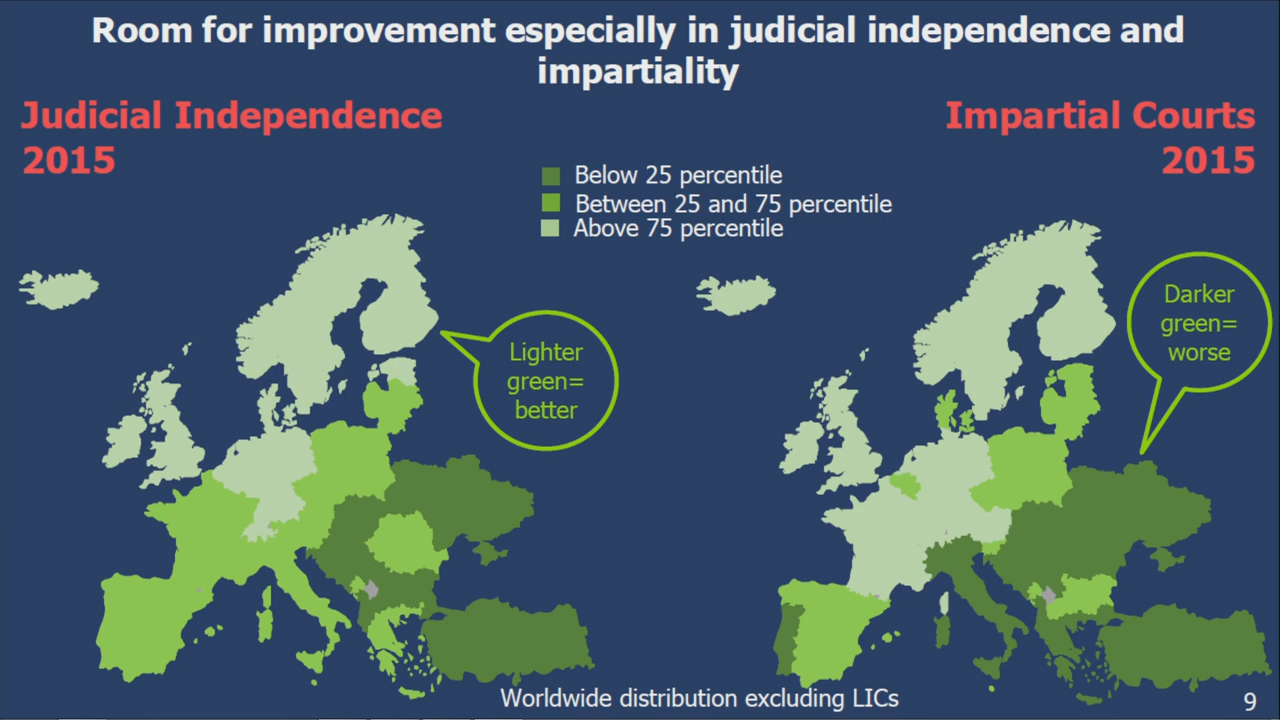 Room for improvement especially in judicial independence and
impartiality
Judicial Independence
2015
Impartial Courts
2015
Below 25 percentile
Between 25 and 75 percentile
Above 75 percentile
Lighter
green=
better
Darker
green=
worse
Worldwide distribution excluding LICs
9